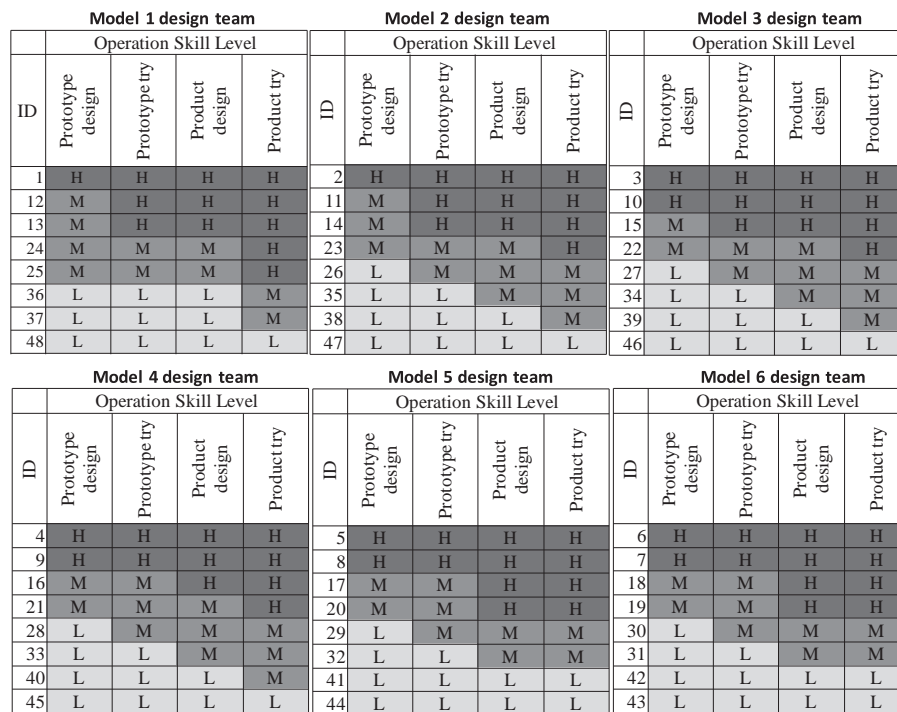 Model 1 design team
Operation Skill Level
ID Prototype design Prototype try Product design Product try
1 H H H H
12 M H H H
13 M H H H
24 M M M H
25 M M M H
36 L L L M
37 L L L M
48 L L L L
Model 2 design team
Operation Skill Level
ID Prototype design Prototype try Product design Product try
2 H H H H
11 M H H H
14 M H H H
23 M M M H
26 L M M M
35 L L M M
38 L L L M
47 L L L L
Model 3 design team
Operation Skill Level
ID Prototype design Prototype try Product design Product try
3 H H H H
10 H H H H
15 M H H H
22 M M M H
27 L M M M
34 L L M M
39 L L L M
46 L L L L
Model 4 design team
Operation Skill Level
ID Prototype design Prototype try Product design Product try
4 H H H H
9 H H H H
16 M M H H
21 M M M H
28 L M M M
33 L L M M
40 L L L M
45 L L L L
Model 5 design team
Operation Skill Level
ID Prototype design Prototype try Product design Product try
5 H H H H
8 H H H H
17 M M H H
20 M M H H
29 L M M M
32 L L M M
41 L L L L
44 L L L L
Model 6 design team
Operation Skill Level
ID Prototype design Prototype try Product design Product try
6 H H H H
7 H H H H
18 M M H H
19 M M H H
30 L M M M
31 L L M M
42 L L L L
43 L L L L